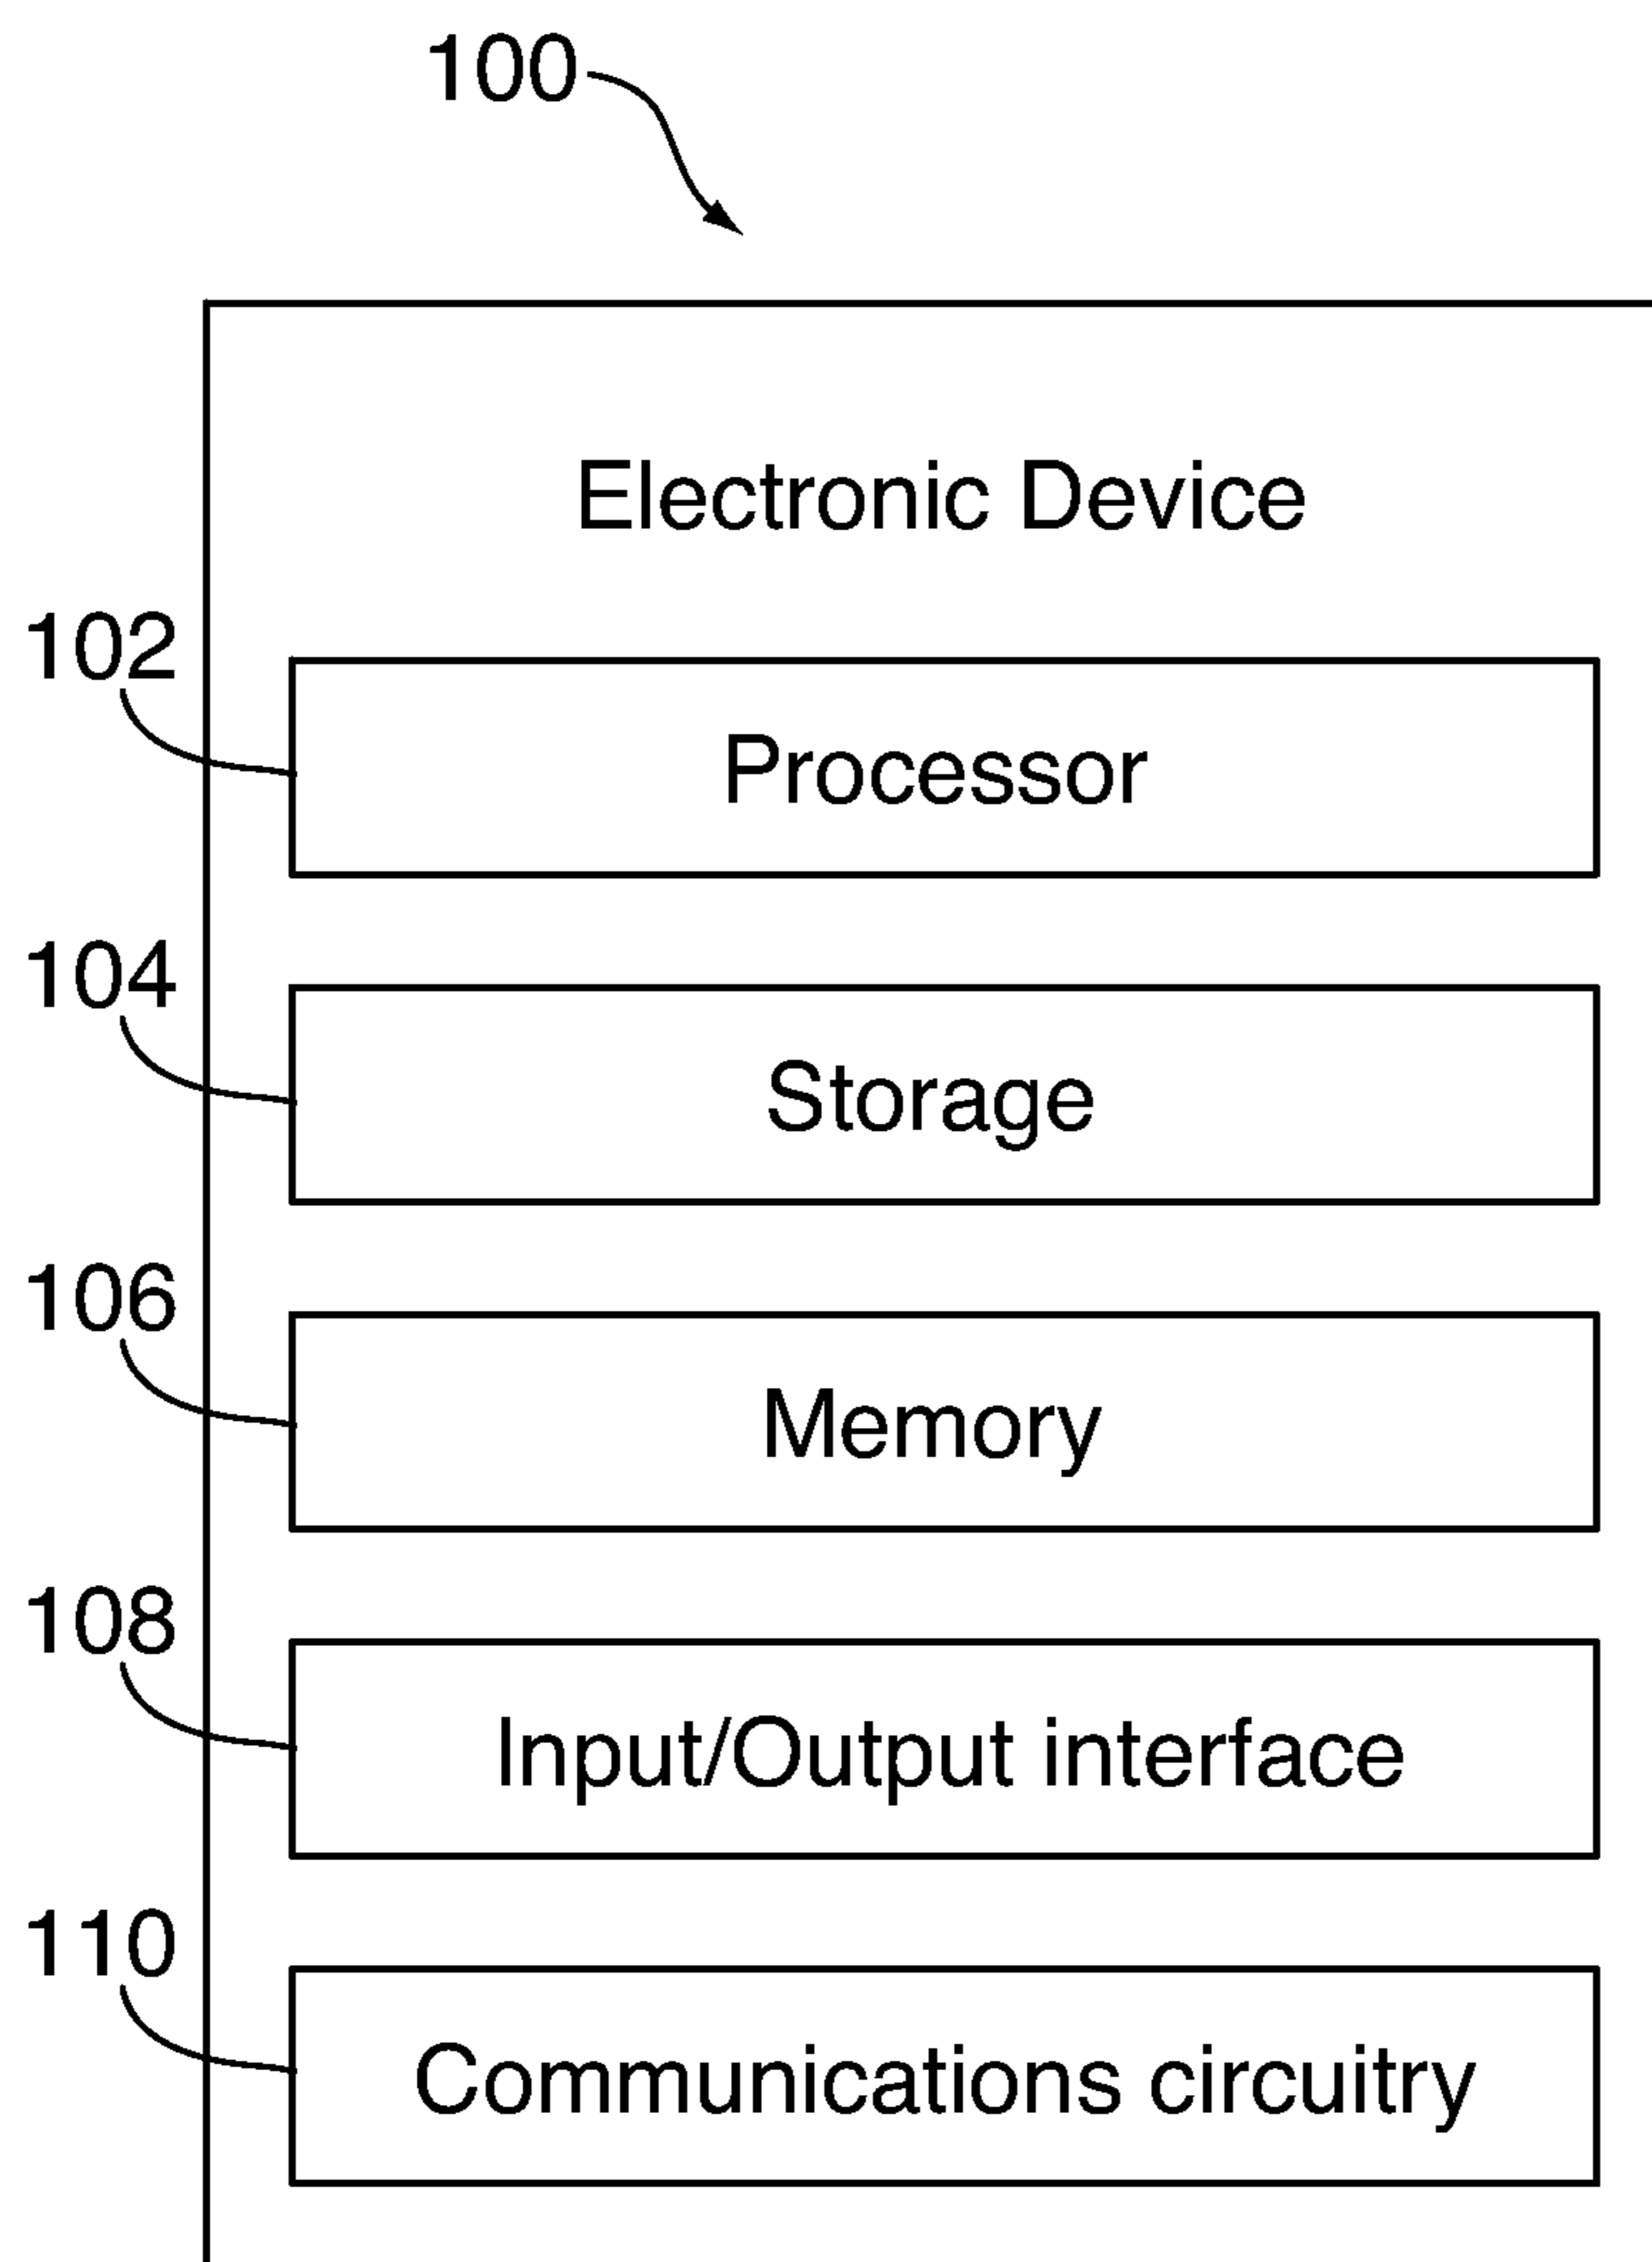 100
Electronic Device
102
Processor
104
Storage
106
Memory
108
Input/Output interface
110
Communications circuitry